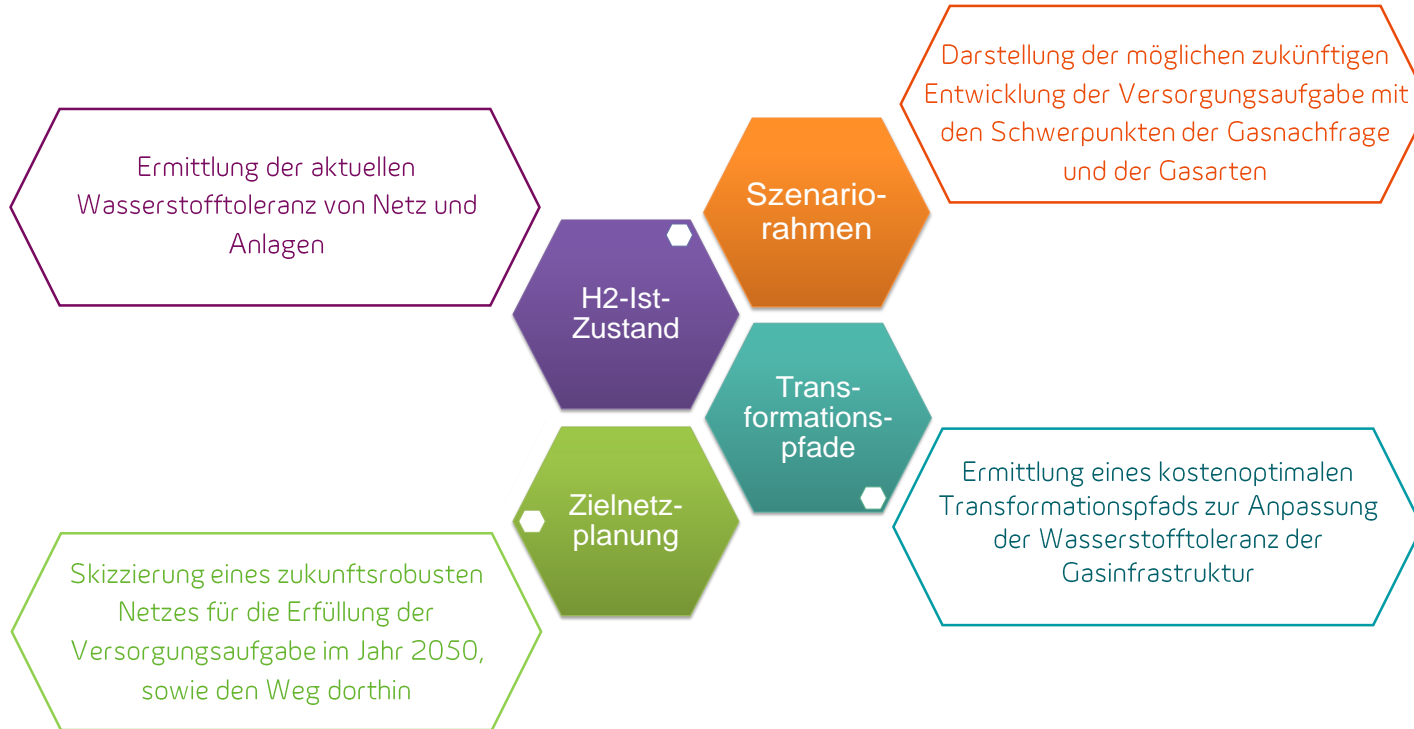 Darstellung der möglichen zukünftigen
Entwicklung der Versorgungsaufgabe mit
den Schwerpunkten der Gasnachfrage
und der Gasarten
Ermittlung der aktuellen
Wasserstofftoleranz von Netz und
Anlagen
Szenario-
rahmen
H2-Ist-
Zustand
Trans-
formations-
pfade
Ermittlung eines kostenoptimalen
Transformationspfads zur Anpassung
der Wasserstofftoleranz der
Gasinfrastruktur
Zielnetz-
planung
Skizzierung eines zukunftsrobusten
Netzes für die Erfüllung der
Versorgungsaufgabe im Jahr 2050,
sowie den Weg dorthin